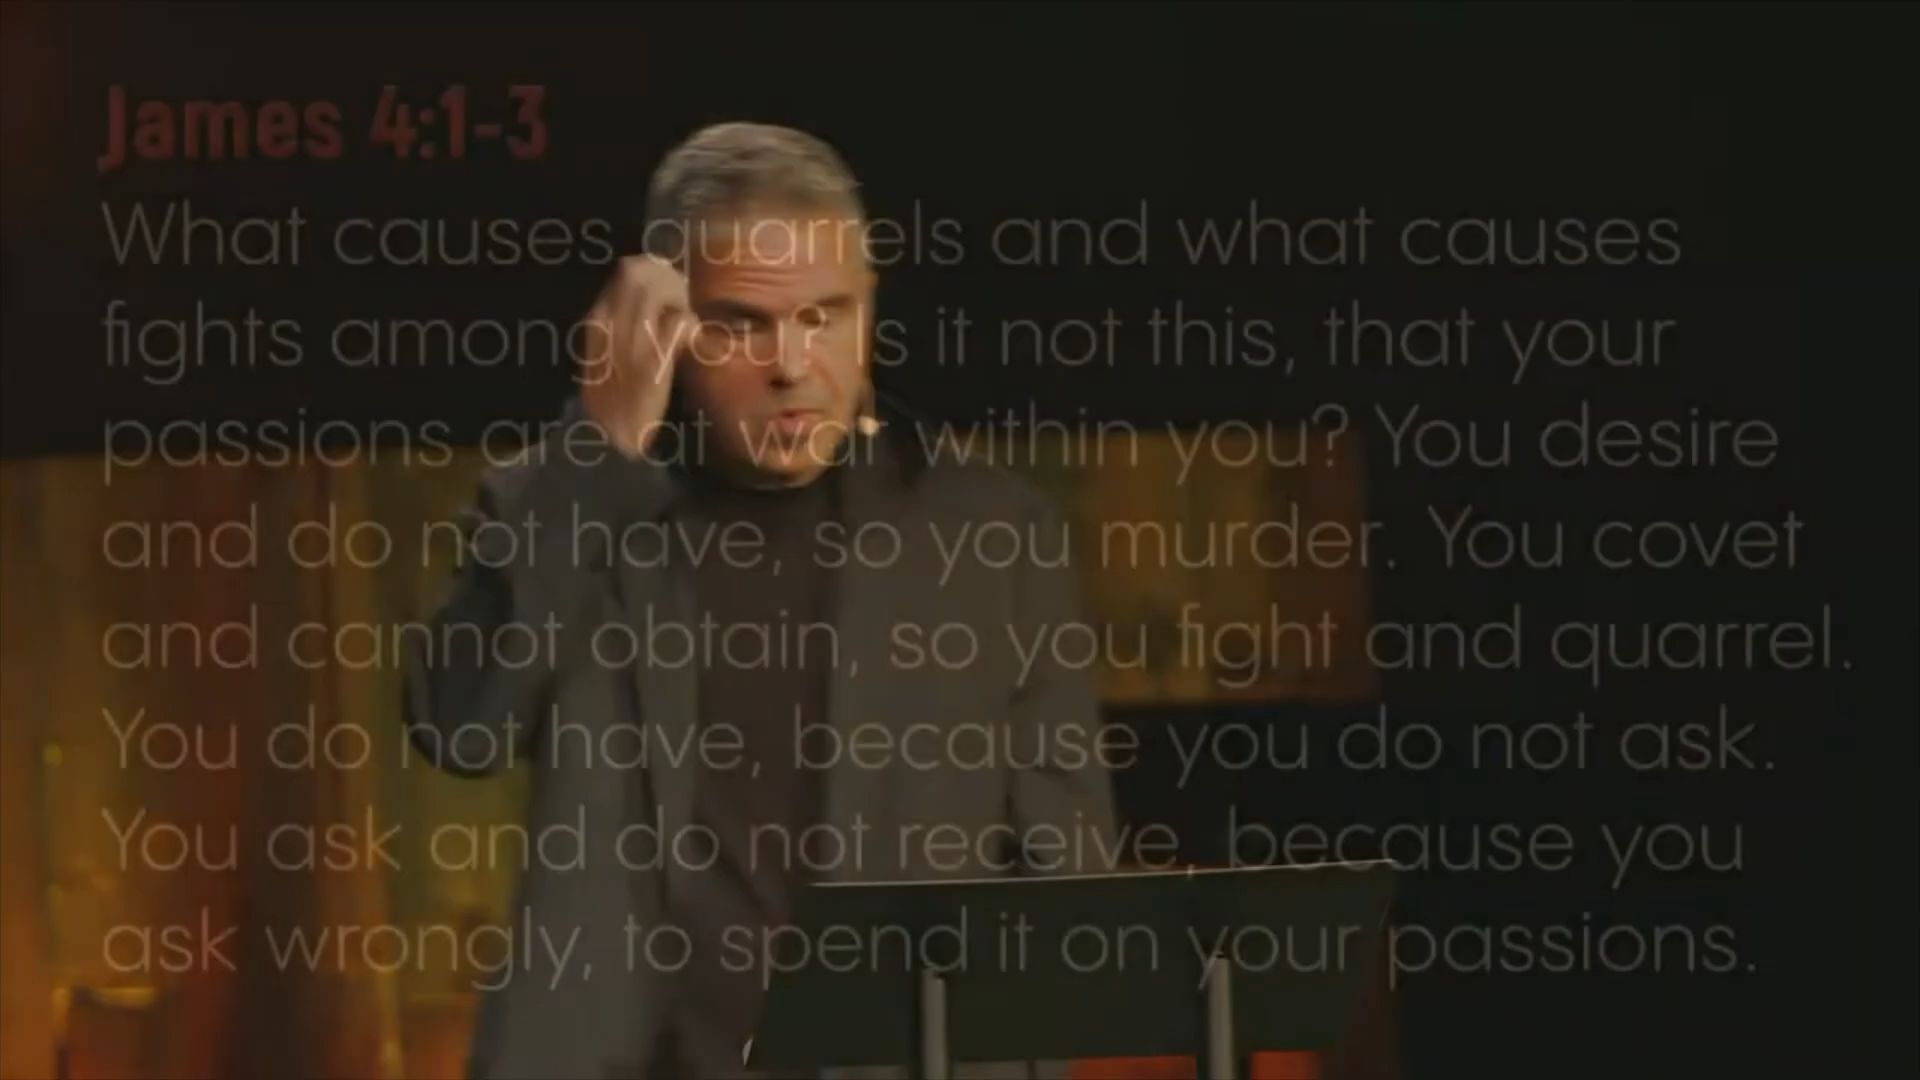 James 4:1-3
What causes quarrels and what causes
fights among you? Is it not this, that your
passions are at war within you? You desire
and do not have, so you murder. You covet
and cannot obtain, so you fight and quarrel.
You do not have, because you do not ask.
You ask and do not receive, because you
ask wrongly, to spend it on your passions.